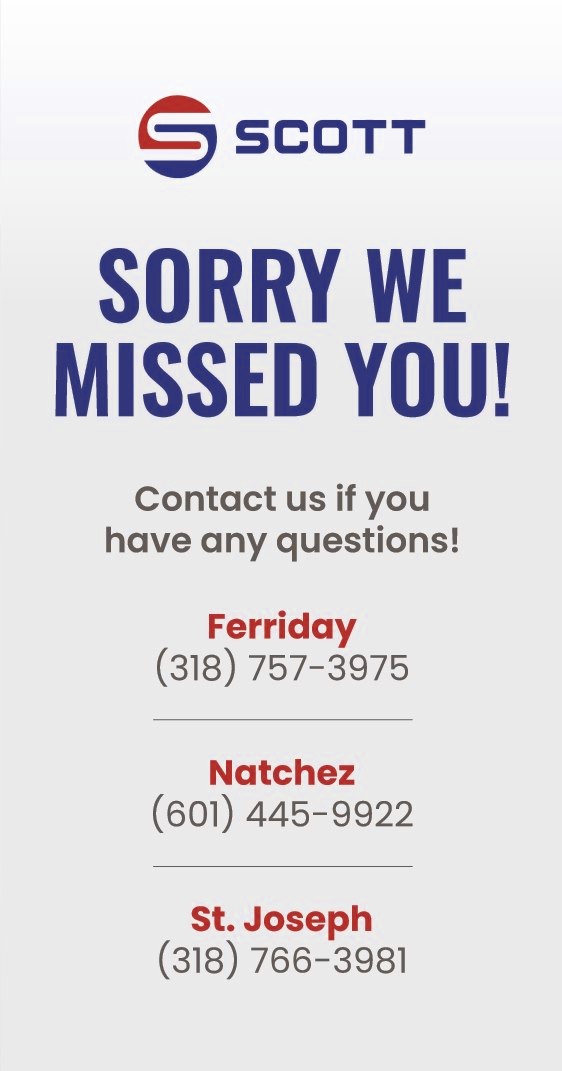 SCOTT
SORRY WE
MISSED YOU!
Contact us if you
have any questions!
Ferriday
(318) 757-3975
Natchez
(601) 445-9922
St. Joseph
(318) 766-3981